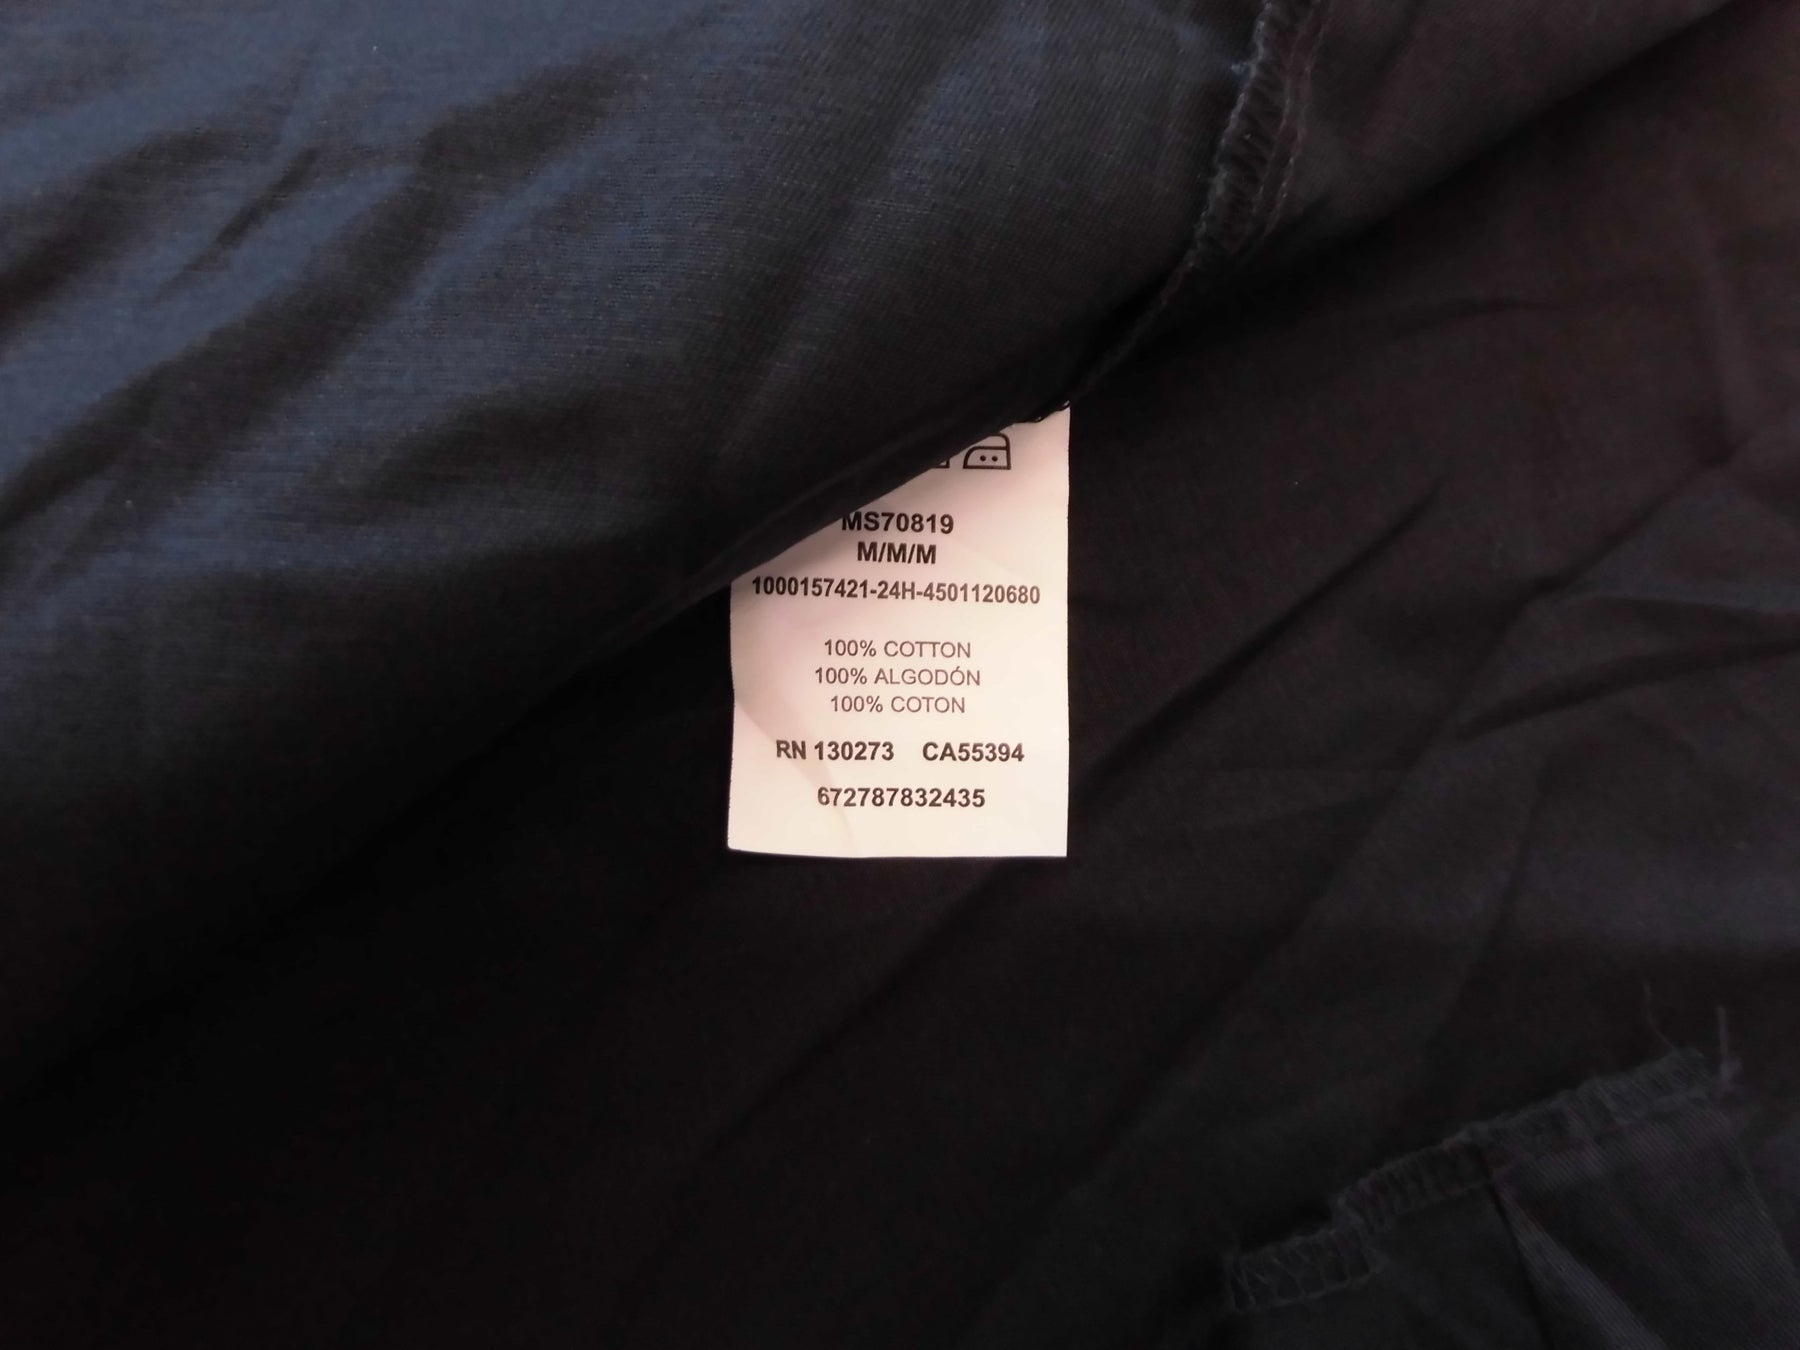 MS70819
M/M/M
1000157421-24H-4501120680
100% COTTON
100% ALGODÓN
100% COTON
RN 130273 CA55394
672787832435